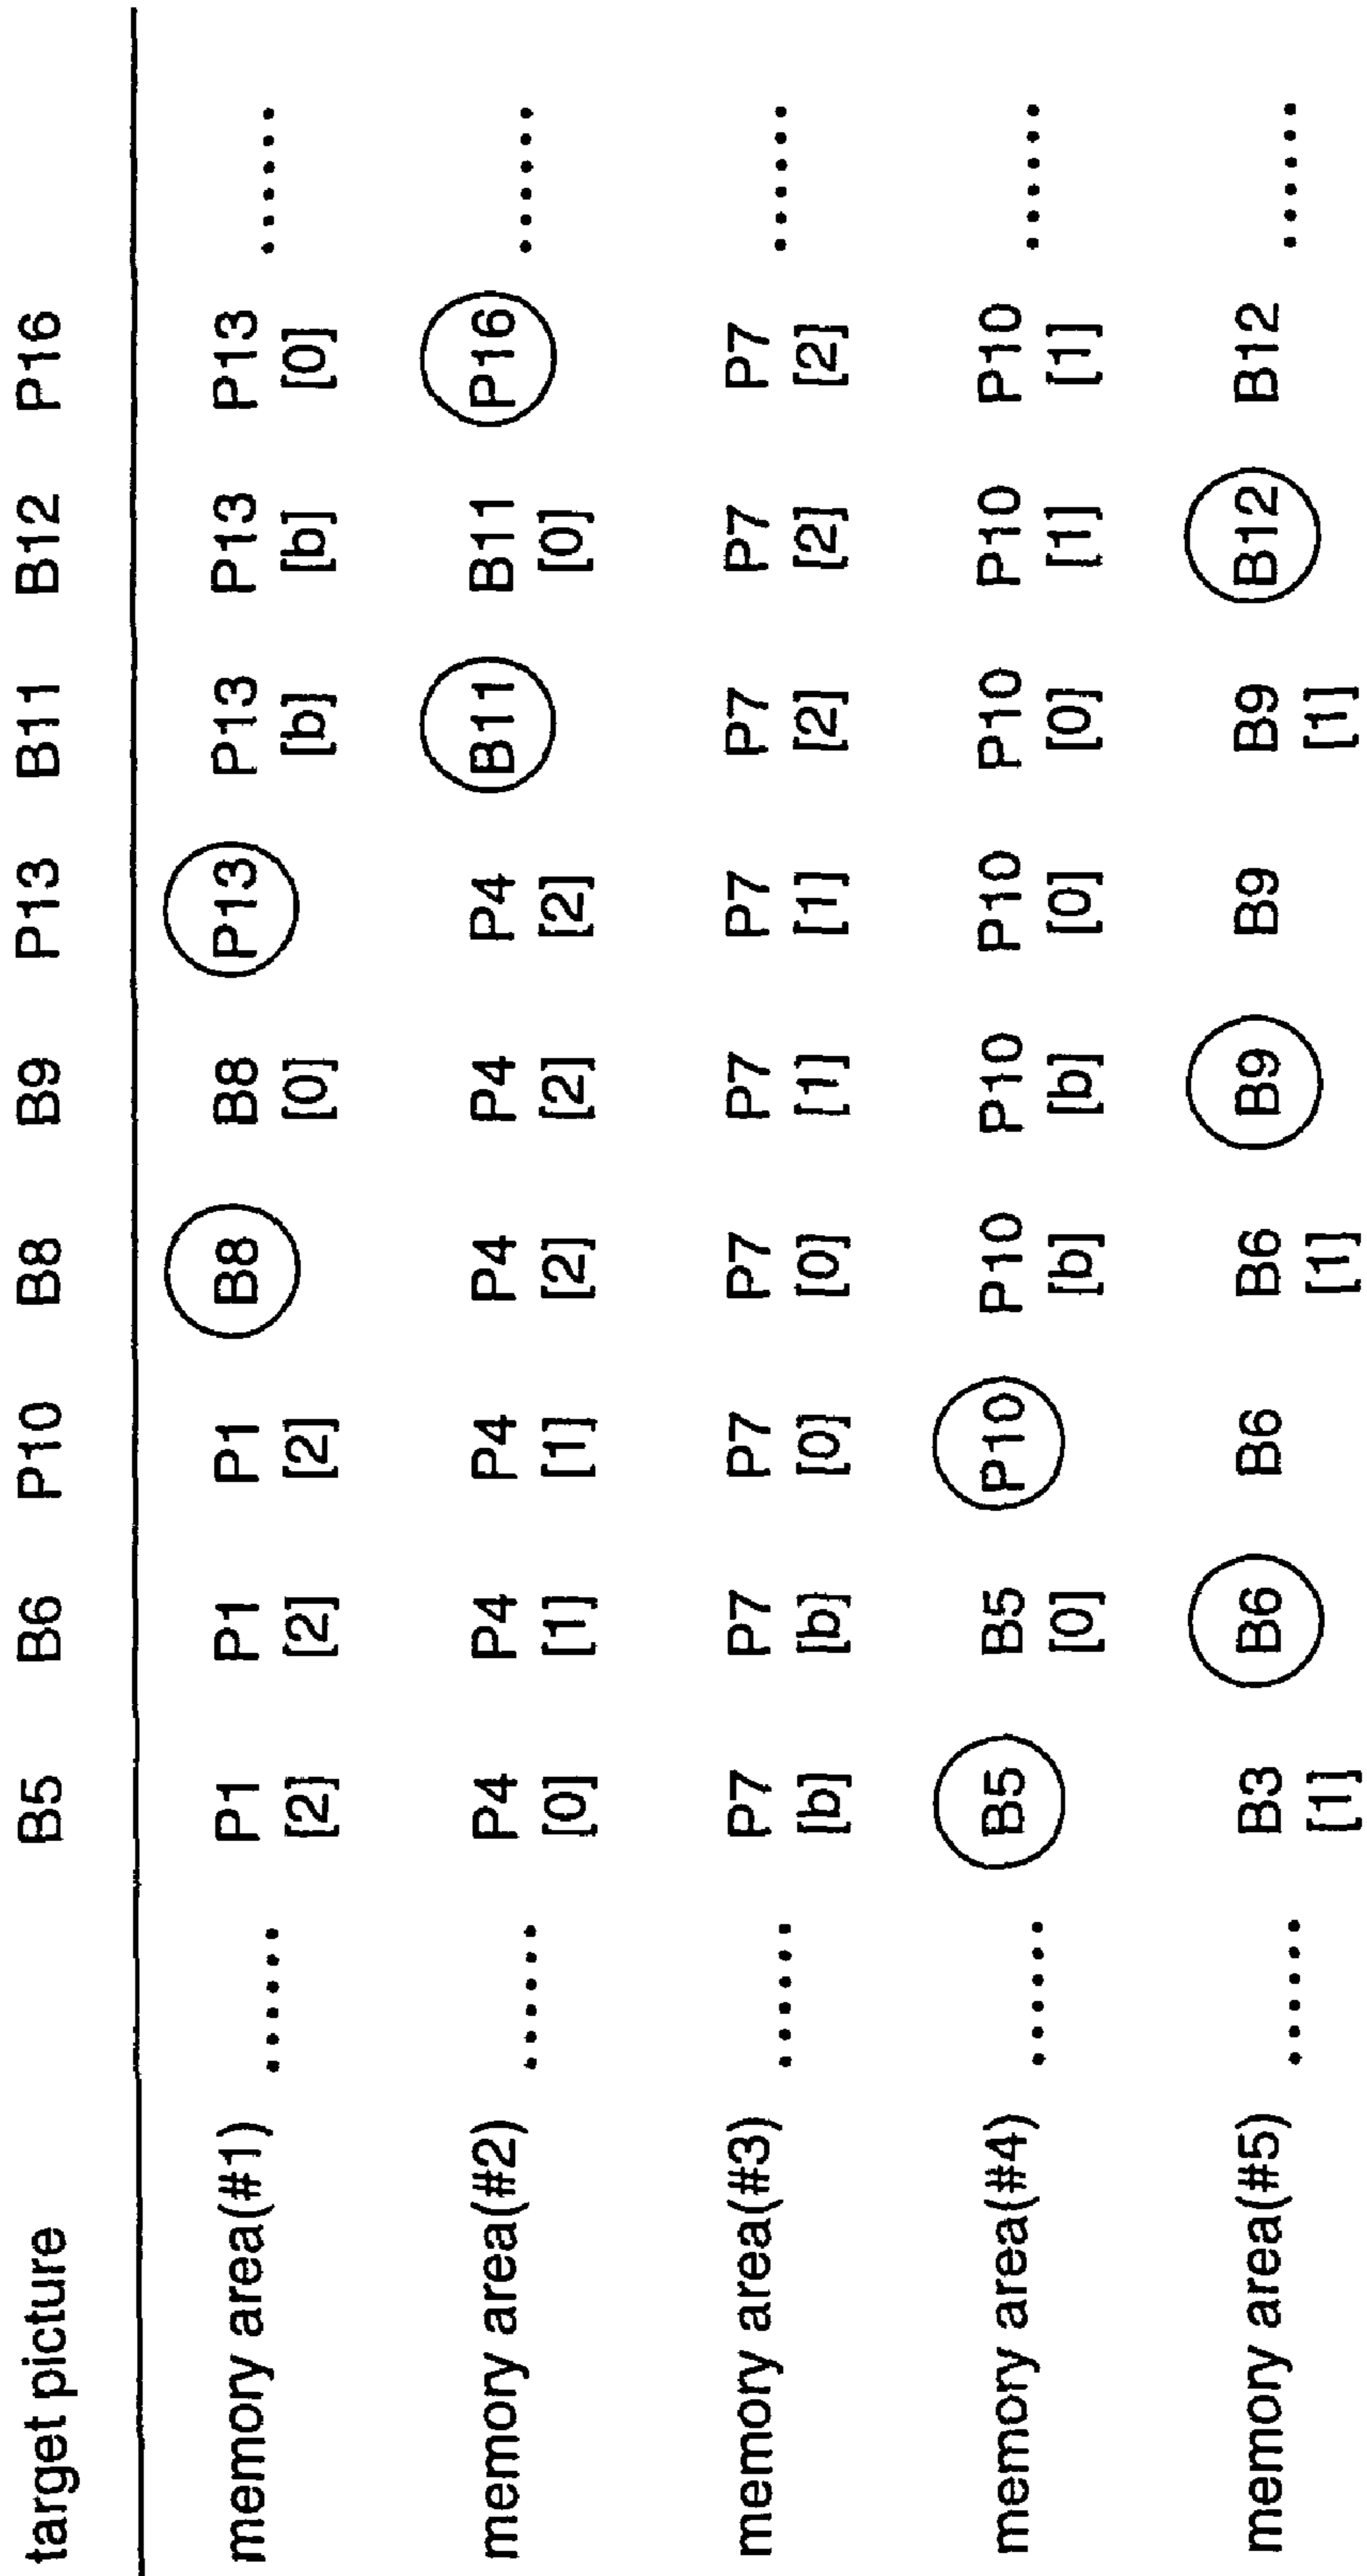 target picture B5 B6 P10 B8 B9 P13 B11 B12 P16
memory area(#1) ...... P1 P1 P1 B8 B8 P13 P13 P13 P13 ......
[2] [2] [2] [0] [b] [b] [0]
memory area(#2) ...... P4 P4 P4 P4 P4 P4 B11 B11 P16 ......
[0] [1] [1] [2] [2] [2] [0]
memory area(#3) ...... P7 P7 P7 P7 P7 P7 P7 P7 P7 ......
[b] [b] [0] [0] [1] [1] [2] [2] [2]
memory area(#4) ...... B5 B5 P10 P10 P10 P10 P10 P10 P10 ......
[0] [b] [b] [0] [0] [1] [1]
memory area(#5) ...... B3 B6 B6 B6 B9 B9 B9 B12 B12 ......
[1] [1] [1]